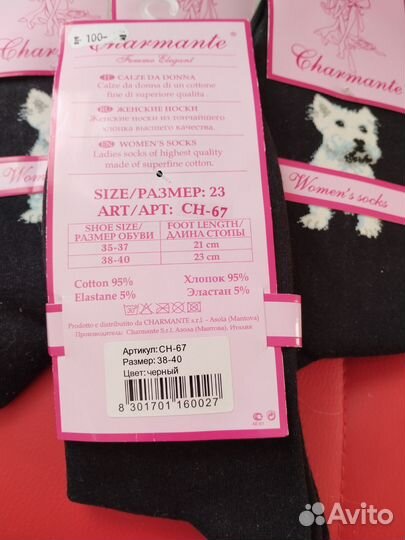 Charmante
100-
Femme Elegant
IT CALZE DA DONNA
Calze da donna di un cottone
fine di superiore qualita.
RU ЖЕНСКИЕ НОСКИ
Женские носки из тончайшего
хлопка высшего качества.
EN WOMEN'S SOCKS
Ladies socks of highest quality
made of superfine cotton.
SIZE/РАЗМЕР: 23
ART/АРТ: CH-67
SHOE SIZE/ FOOT LENGTH/
РАЗМЕР ОБУВИ ДЛИНА СТОПЫ
35-37 21 cm
38-40 23 cm
Cotton 95% Хлопок 95%
Elastane 5% Эластан 5%
Prodotto e distribuito da CHARMANTE s.r.l. - Asola (Mantova)
Производитель: Charmante s.r.l. Азола (Мантова), Италия
Артикул: CH-67
Размер: 38-40
Цвет: черный
8 301701 160027
Charmante
Women's socks
Women's
Avito